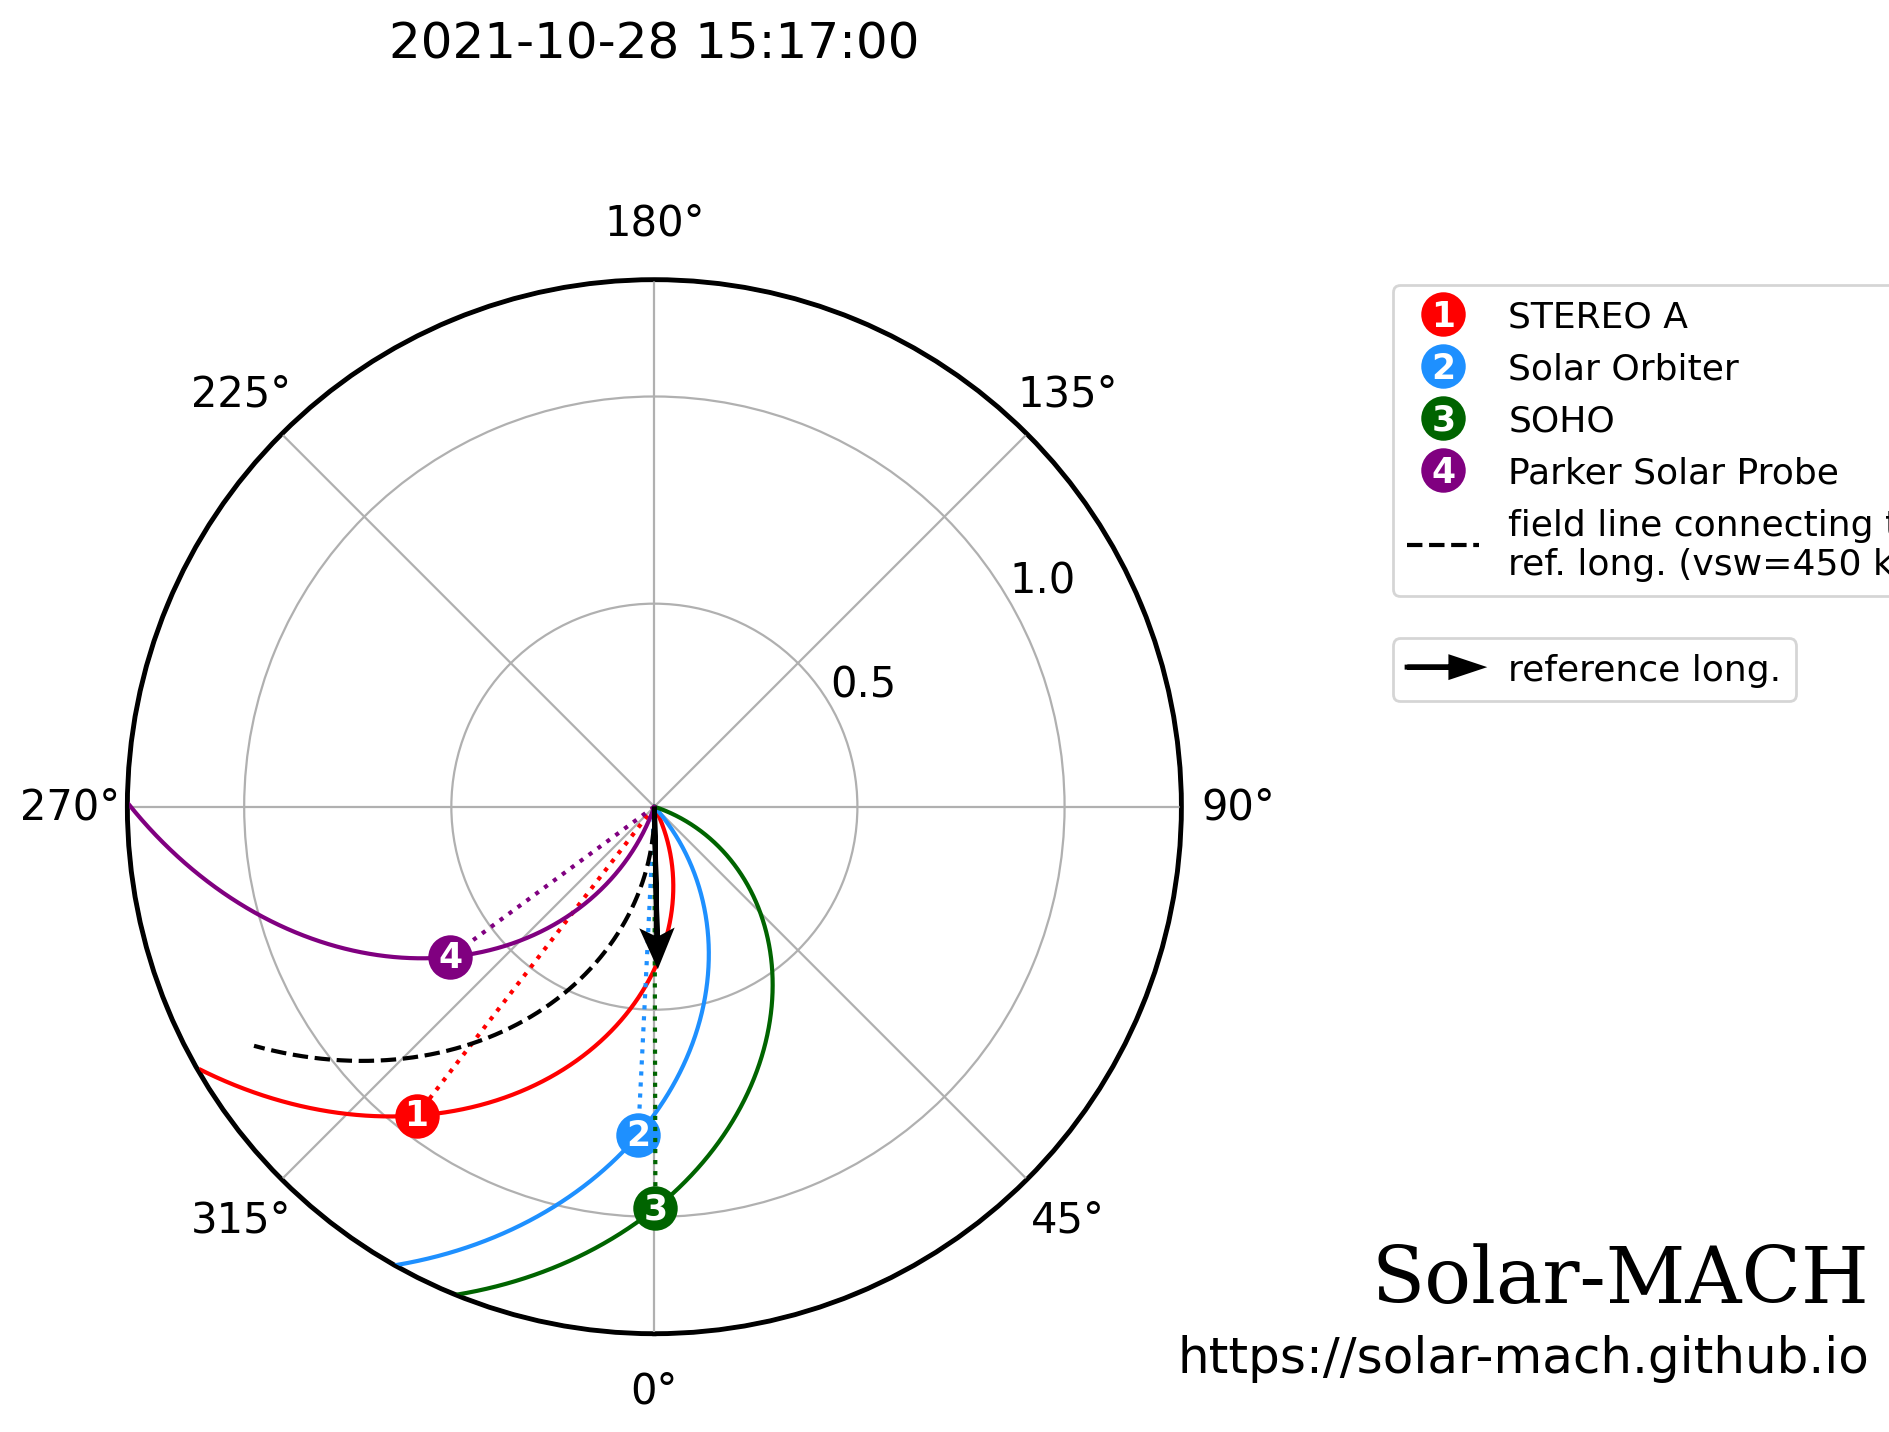 2021-10-28 15:17:00
180°
225°
135°
1.0
0.5
270°
90°
315°
45°
0°
1 STEREO A
2 Solar Orbiter
3 SOHO
4 Parker Solar Probe
field line connecting
ref. long. (vsw=450
reference long.
4
1
2
3
Solar-MACH
https://solar-mach.github.io